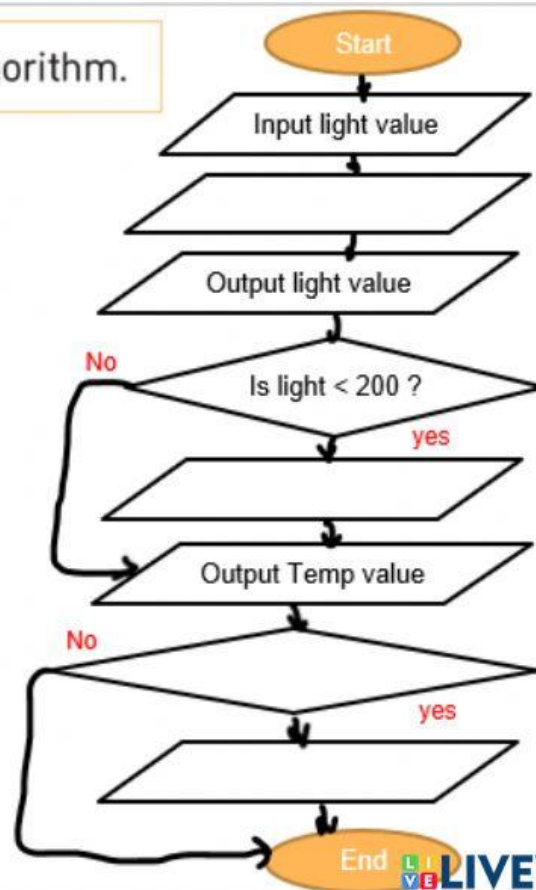 orithm.
Start
Input light value
Output light value
No
Is light < 200 ?
yes
Output Temp value
No
yes
End
LIVE